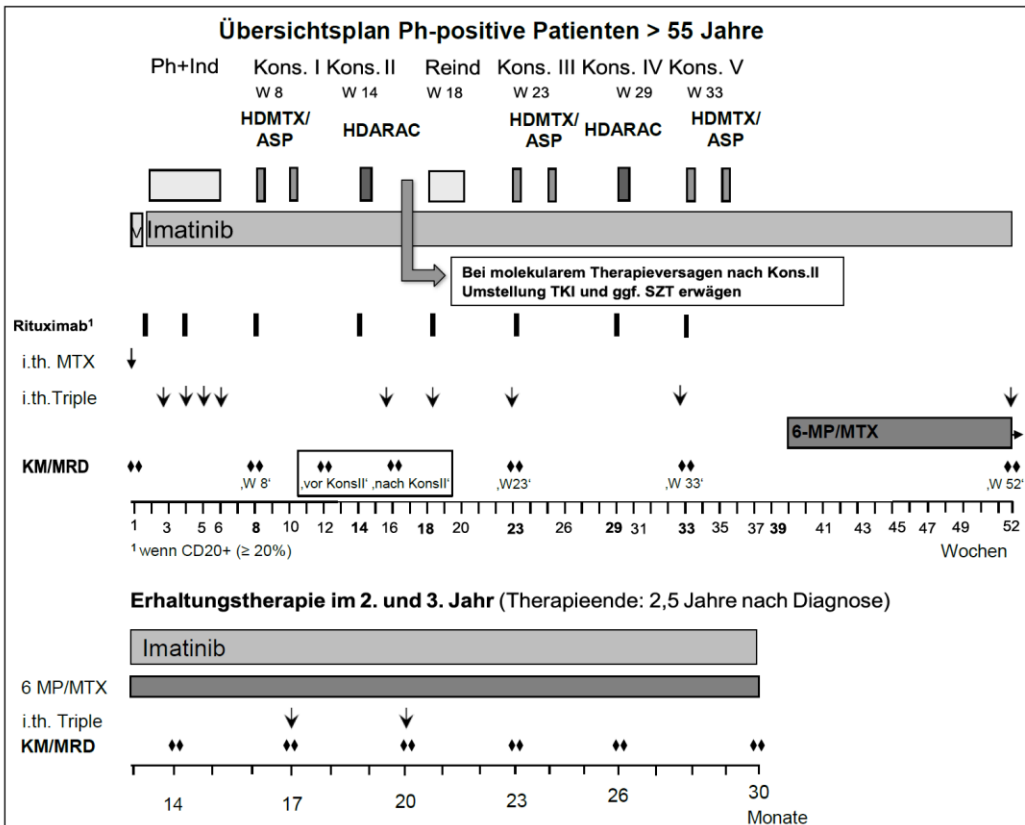 Übersichtsplan Ph-positive Patienten > 55 Jahre
Ph+Ind Kons. I Kons. II Reind Kons. III Kons. IV Kons. V
W 8 W 14 W 18 W 23 W 29 W 33
HDMTX/ASP HDARAC HDMTX/ASP HDARAC HDMTX/ASP
V Imatinib
Bei molekularem Therapieversagen nach Kons.II
Umstellung TKI und ggf. SZT erwägen
Rituximab¹
i.th. MTX
i.th.Triple
6-MP/MTX
KM/MRD
‚W 8‘ ‚vor KonsII‘ ‚nach KonsII‘ ‚W23‘ ‚W 33‘ ‚W 52‘
1 3 5 6 8 10 12 14 16 18 20 23 26 29 31 33 35 37 39 41 43 45 47 49 52
¹ wenn CD20+ (≥ 20%) Wochen
Erhaltungstherapie im 2. und 3. Jahr (Therapieende: 2,5 Jahre nach Diagnose)
Imatinib
6 MP/MTX
i.th. Triple
KM/MRD
14 17 20 23 26 30
Monate